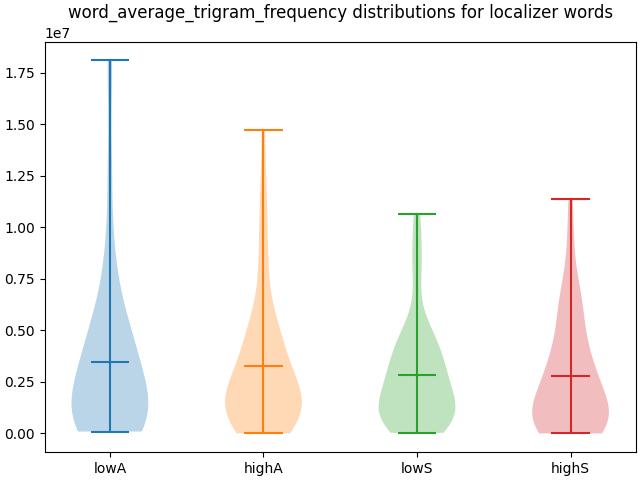 word_average_trigram_frequency distributions for localizer words
1e7
1.75
1.50
1.25
1.00
0.75
0.50
0.25
0.00
lowA highA lowS highS